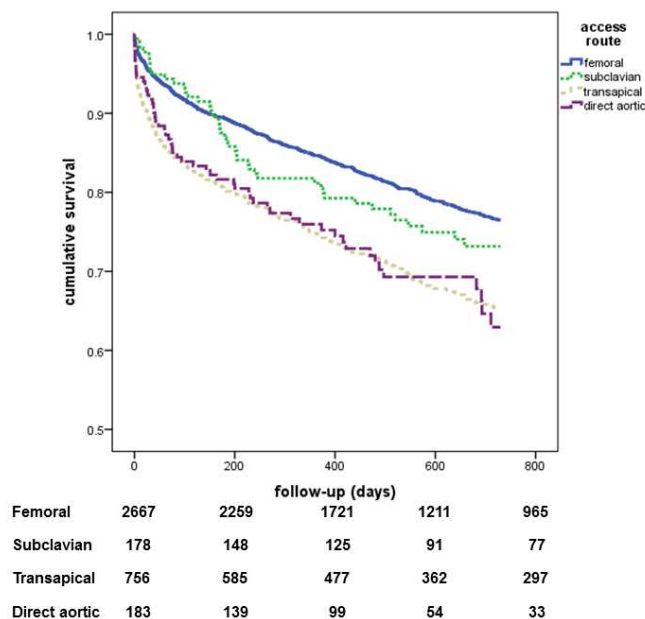 access
route
femoral
subclavian
transapical
direct aortic
1.0
0.9
0.8
0.7
0.6
0.5
cumulative survival
0 200 400 600 800
follow-up (days)
Femoral 2667 2259 1721 1211 965
Subclavian 178 148 125 91 77
Transapical 756 585 477 362 297
Direct aortic 183 139 99 54 33